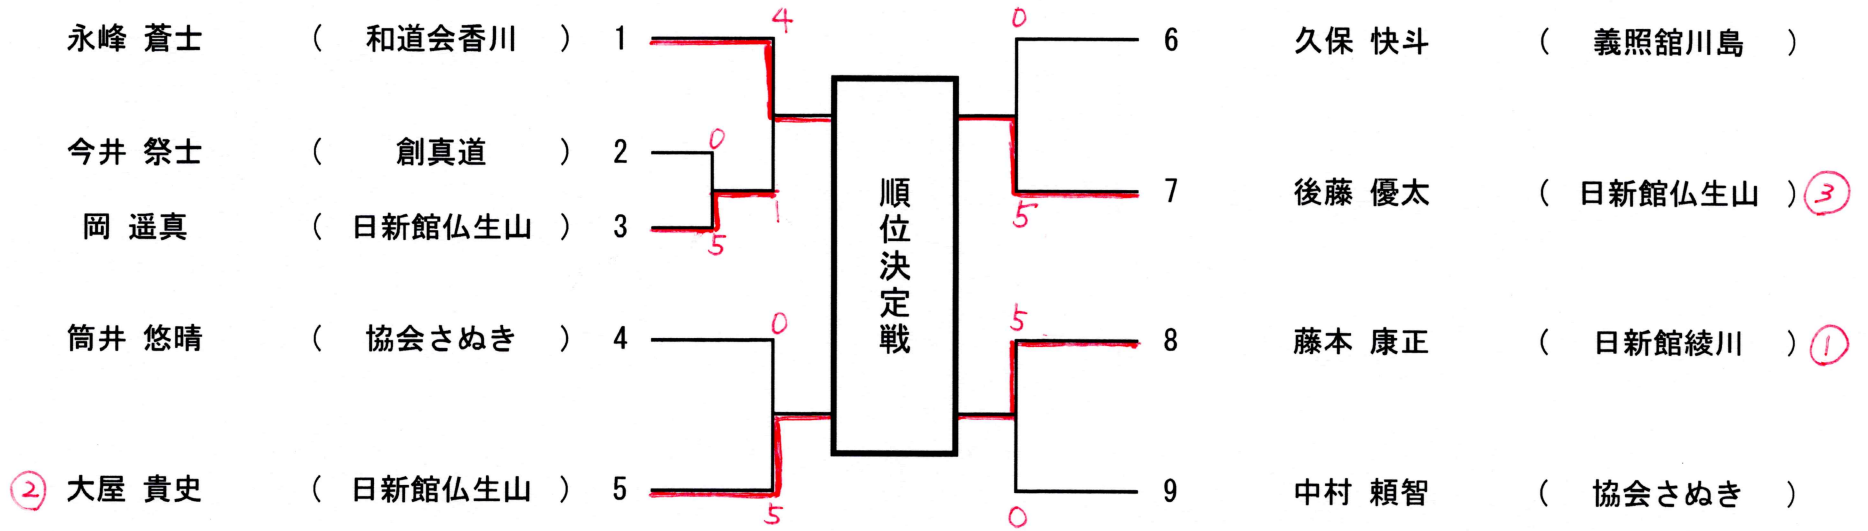 4
永峰 蒼士 ( 和道会香川 ) 1
今井 祭士 ( 創真道 ) 2 0
岡 遥真 ( 日新館仏生山 ) 3 5 1
筒井 悠晴 ( 協会さぬき ) 4 0
② 大屋 貴史 ( 日新館仏生山 ) 5 5
順位決定戦
0
6 久保 快斗 ( 義照舘川島 )
5 7 後藤 優太 ( 日新館仏生山 ) ③
5 8 藤本 康正 ( 日新館綾川 ) ①
9 中村 頼智 ( 協会さぬき )
0